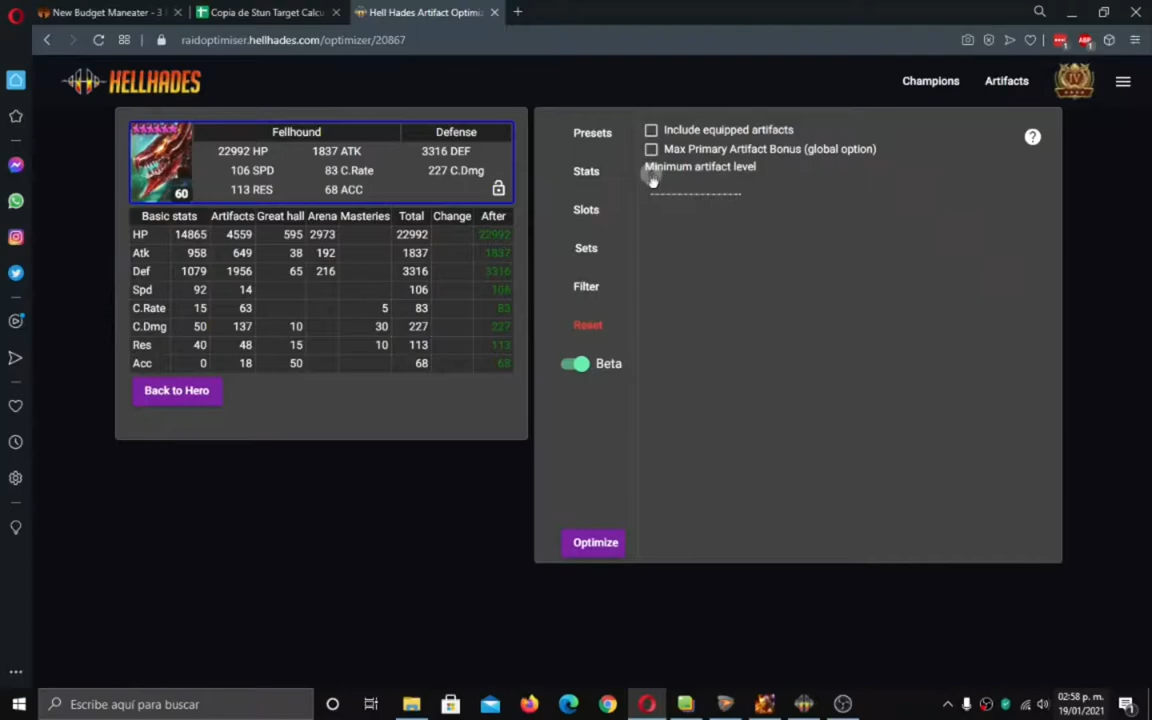 New Budget Maneater - 3
Copia de Stun Target Calcu
Hell Hades Artifact Optimi
raidoptimiser.hellhades.com/optimizer/20867
HELLHADES
Champions
Artifacts
IV
Fellhound
Defense
22992 HP
1837 ATK
3316 DEF
106 SPD
83 C.Rate
227 C.Dmg
113 RES
68 ACC
60
Basic stats Artifacts Great hall Arena Masteries Total Change After
HP 14865 4559 595 2973 22992 22992
Atk 958 649 38 192 1837 1837
Def 1079 1956 65 216 3316 3316
Spd 92 14 106 106
C.Rate 15 63 5 83 83
C.Dmg 50 137 10 30 227 227
Res 40 48 15 10 113 113
Acc 0 18 50 68 68
Back to Hero
Presets
Stats
Slots
Sets
Filter
Reset
Beta
Optimize
Include equipped artifacts
Max Primary Artifact Bonus (global option)
Minimum artifact level
?
Escribe aquí para buscar
02:58 p. m.
19/01/2021